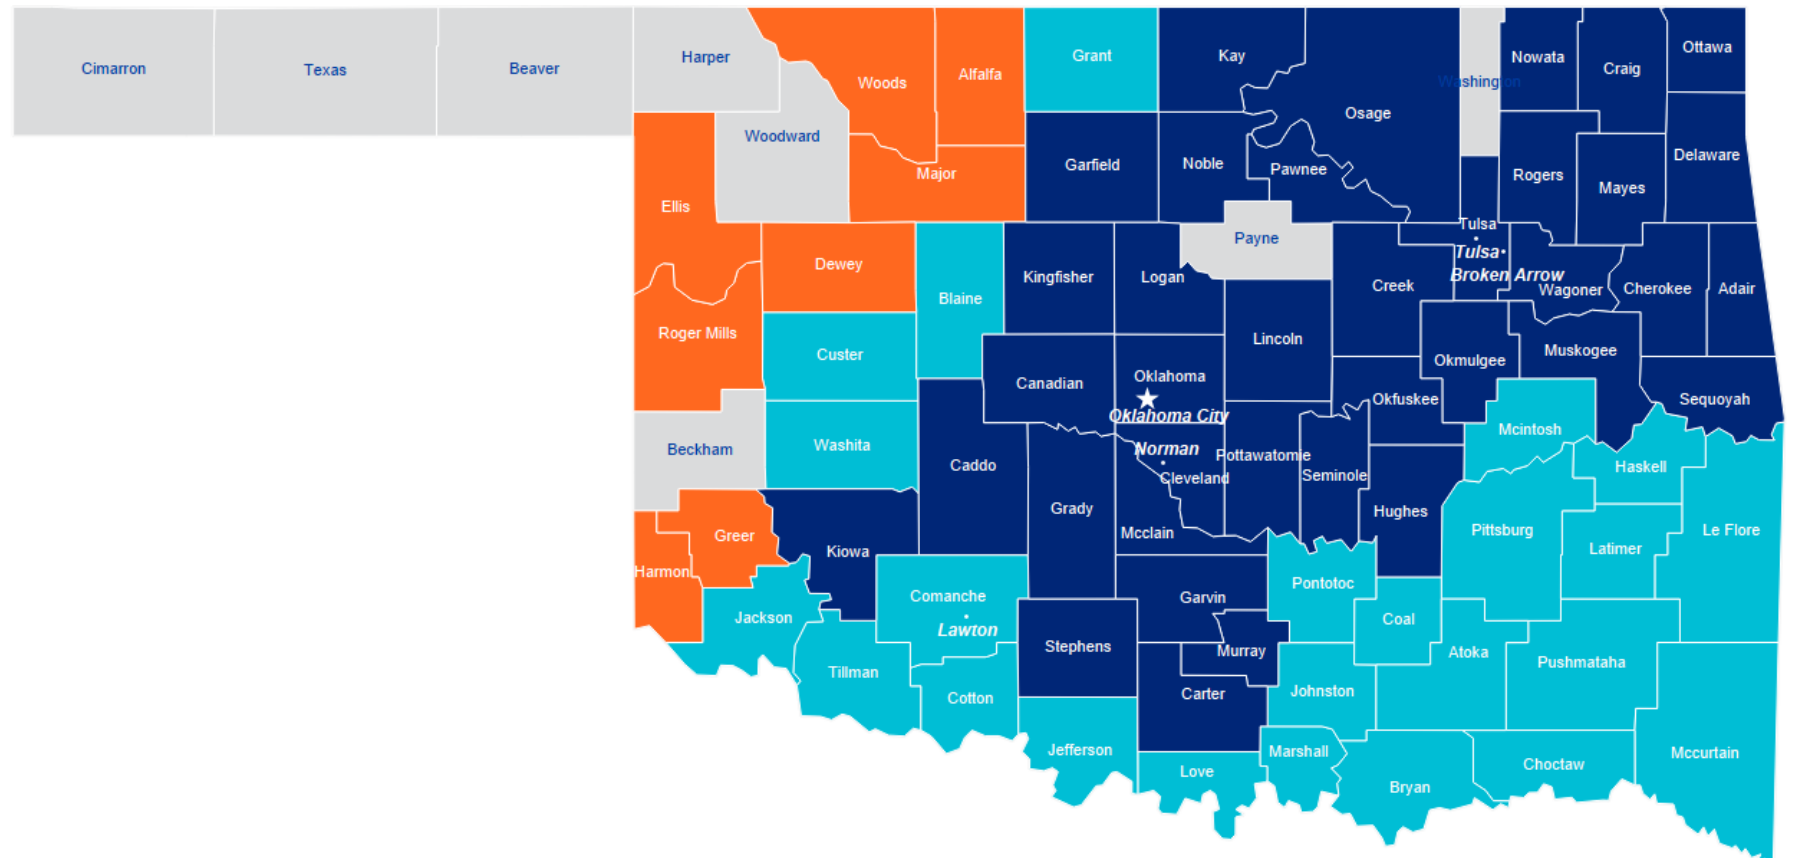 Cimarron
Texas
Beaver
Harper
Woods
Alfalfa
Grant
Kay
Osage
Washington
Nowata
Craig
Ottawa
Woodward
Major
Garfield
Noble
Pawnee
Rogers
Mayes
Delaware
Ellis
Dewey
Blaine
Kingfisher
Logan
Payne
Creek
Tulsa
Tulsa
Broken Arrow
Wagoner
Cherokee
Adair
Roger Mills
Custer
Canadian
Oklahoma
Oklahoma City
Lincoln
Okmulgee
Muskogee
Okfuskee
Sequoyah
Beckham
Washita
Caddo
Norman
Cleveland
Pottawatomie
Seminole
Mcintosh
Haskell
Greer
Kiowa
Grady
Mcclain
Hughes
Pittsburg
Latimer
Le Flore
Harmon
Jackson
Comanche
Lawton
Garvin
Pontotoc
Coal
Tillman
Cotton
Stephens
Murray
Carter
Johnston
Atoka
Pushmataha
Jefferson
Love
Marshall
Bryan
Choctaw
Mccurtain